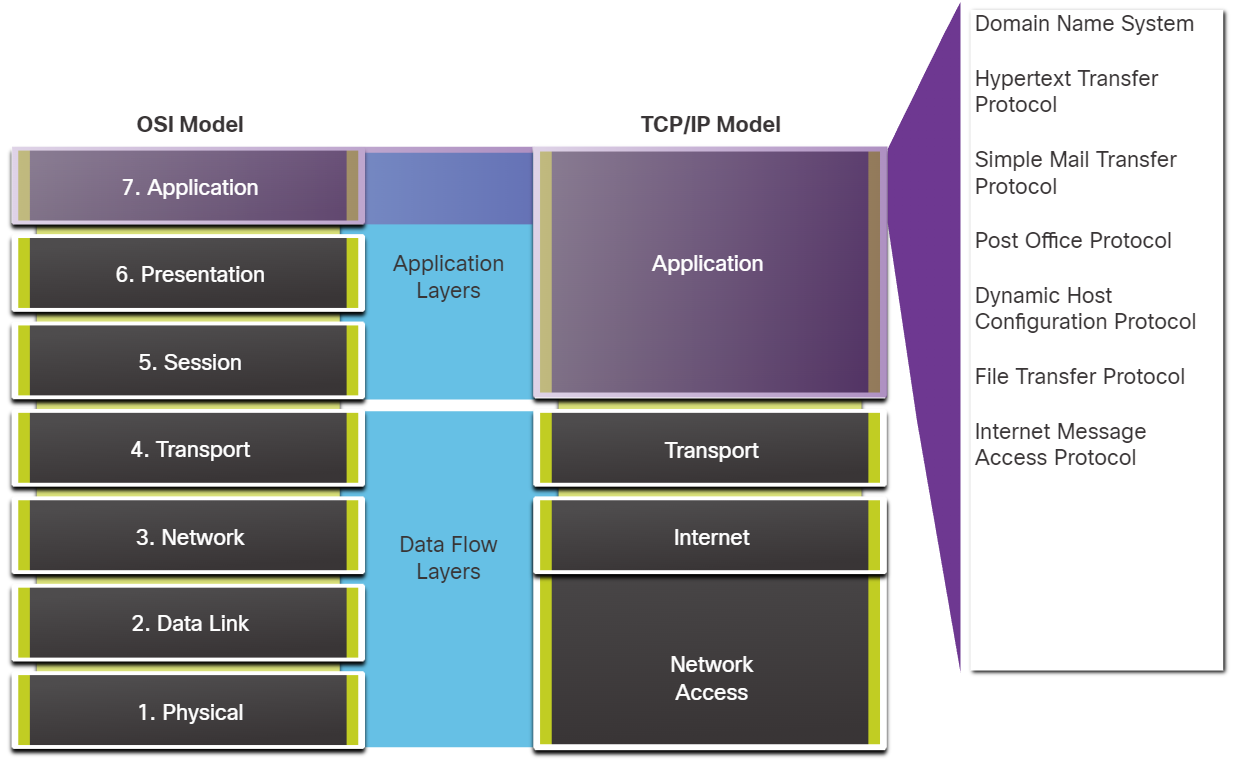 OSI Model
TCP/IP Model
7. Application
6. Presentation
5. Session
4. Transport
3. Network
2. Data Link
1. Physical
Application
Layers
Data Flow
Layers
Application
Transport
Internet
Network
Access
Domain Name System
Hypertext Transfer
Protocol
Simple Mail Transfer
Protocol
Post Office Protocol
Dynamic Host
Configuration Protocol
File Transfer Protocol
Internet Message
Access Protocol